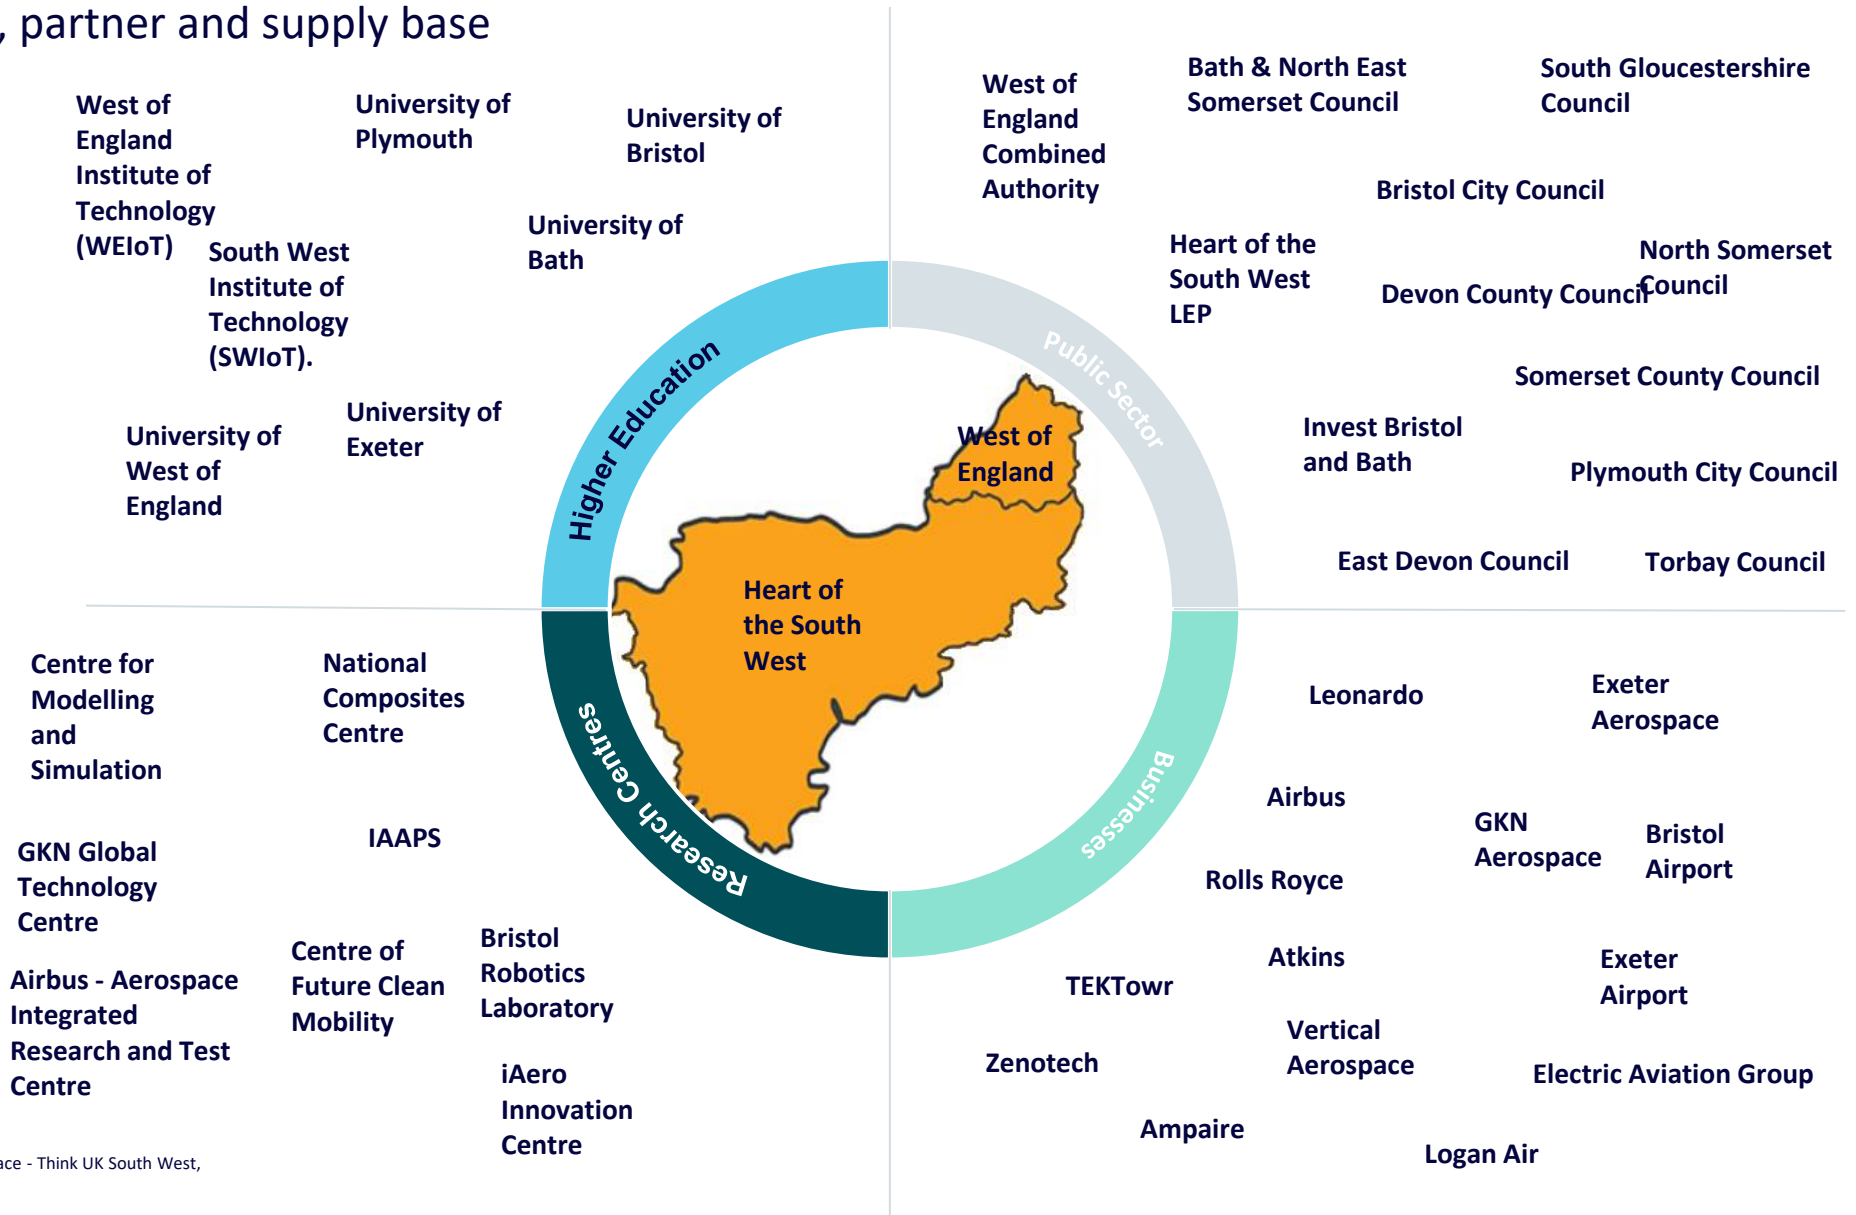 , partner and supply base
West of
England
Institute of
Technology
(WEIoT)
University of
Plymouth
University of
Bristol
University of
Bath
South West
Institute of
Technology
(SWIoT).
University of
West of
England
University of
Exeter
Higher Education
West of
England
Combined
Authority
Bath & North East
Somerset Council
South Gloucestershire
Council
Bristol City Council
Heart of the
South West
LEP
Devon County Council
North Somerset
Council
Somerset County Council
Invest Bristol
and Bath
Plymouth City Council
East Devon Council
Torbay Council
Public Sector
West of
England
Heart of
the South
West
Centre for
Modelling
and
Simulation
National
Composites
Centre
GKN Global
Technology
Centre
IAAPS
Airbus - Aerospace
Integrated
Research and Test
Centre
Centre of
Future Clean
Mobility
Bristol
Robotics
Laboratory
iAero
Innovation
Centre
Research Centres
Leonardo
Exeter
Aerospace
Airbus
GKN
Aerospace
Bristol
Airport
Rolls Royce
Atkins
Exeter
Airport
TEKTowr
Vertical
Aerospace
Zenotech
Electric Aviation Group
Ampaire
Logan Air
Businesses
ace - Think UK South West,